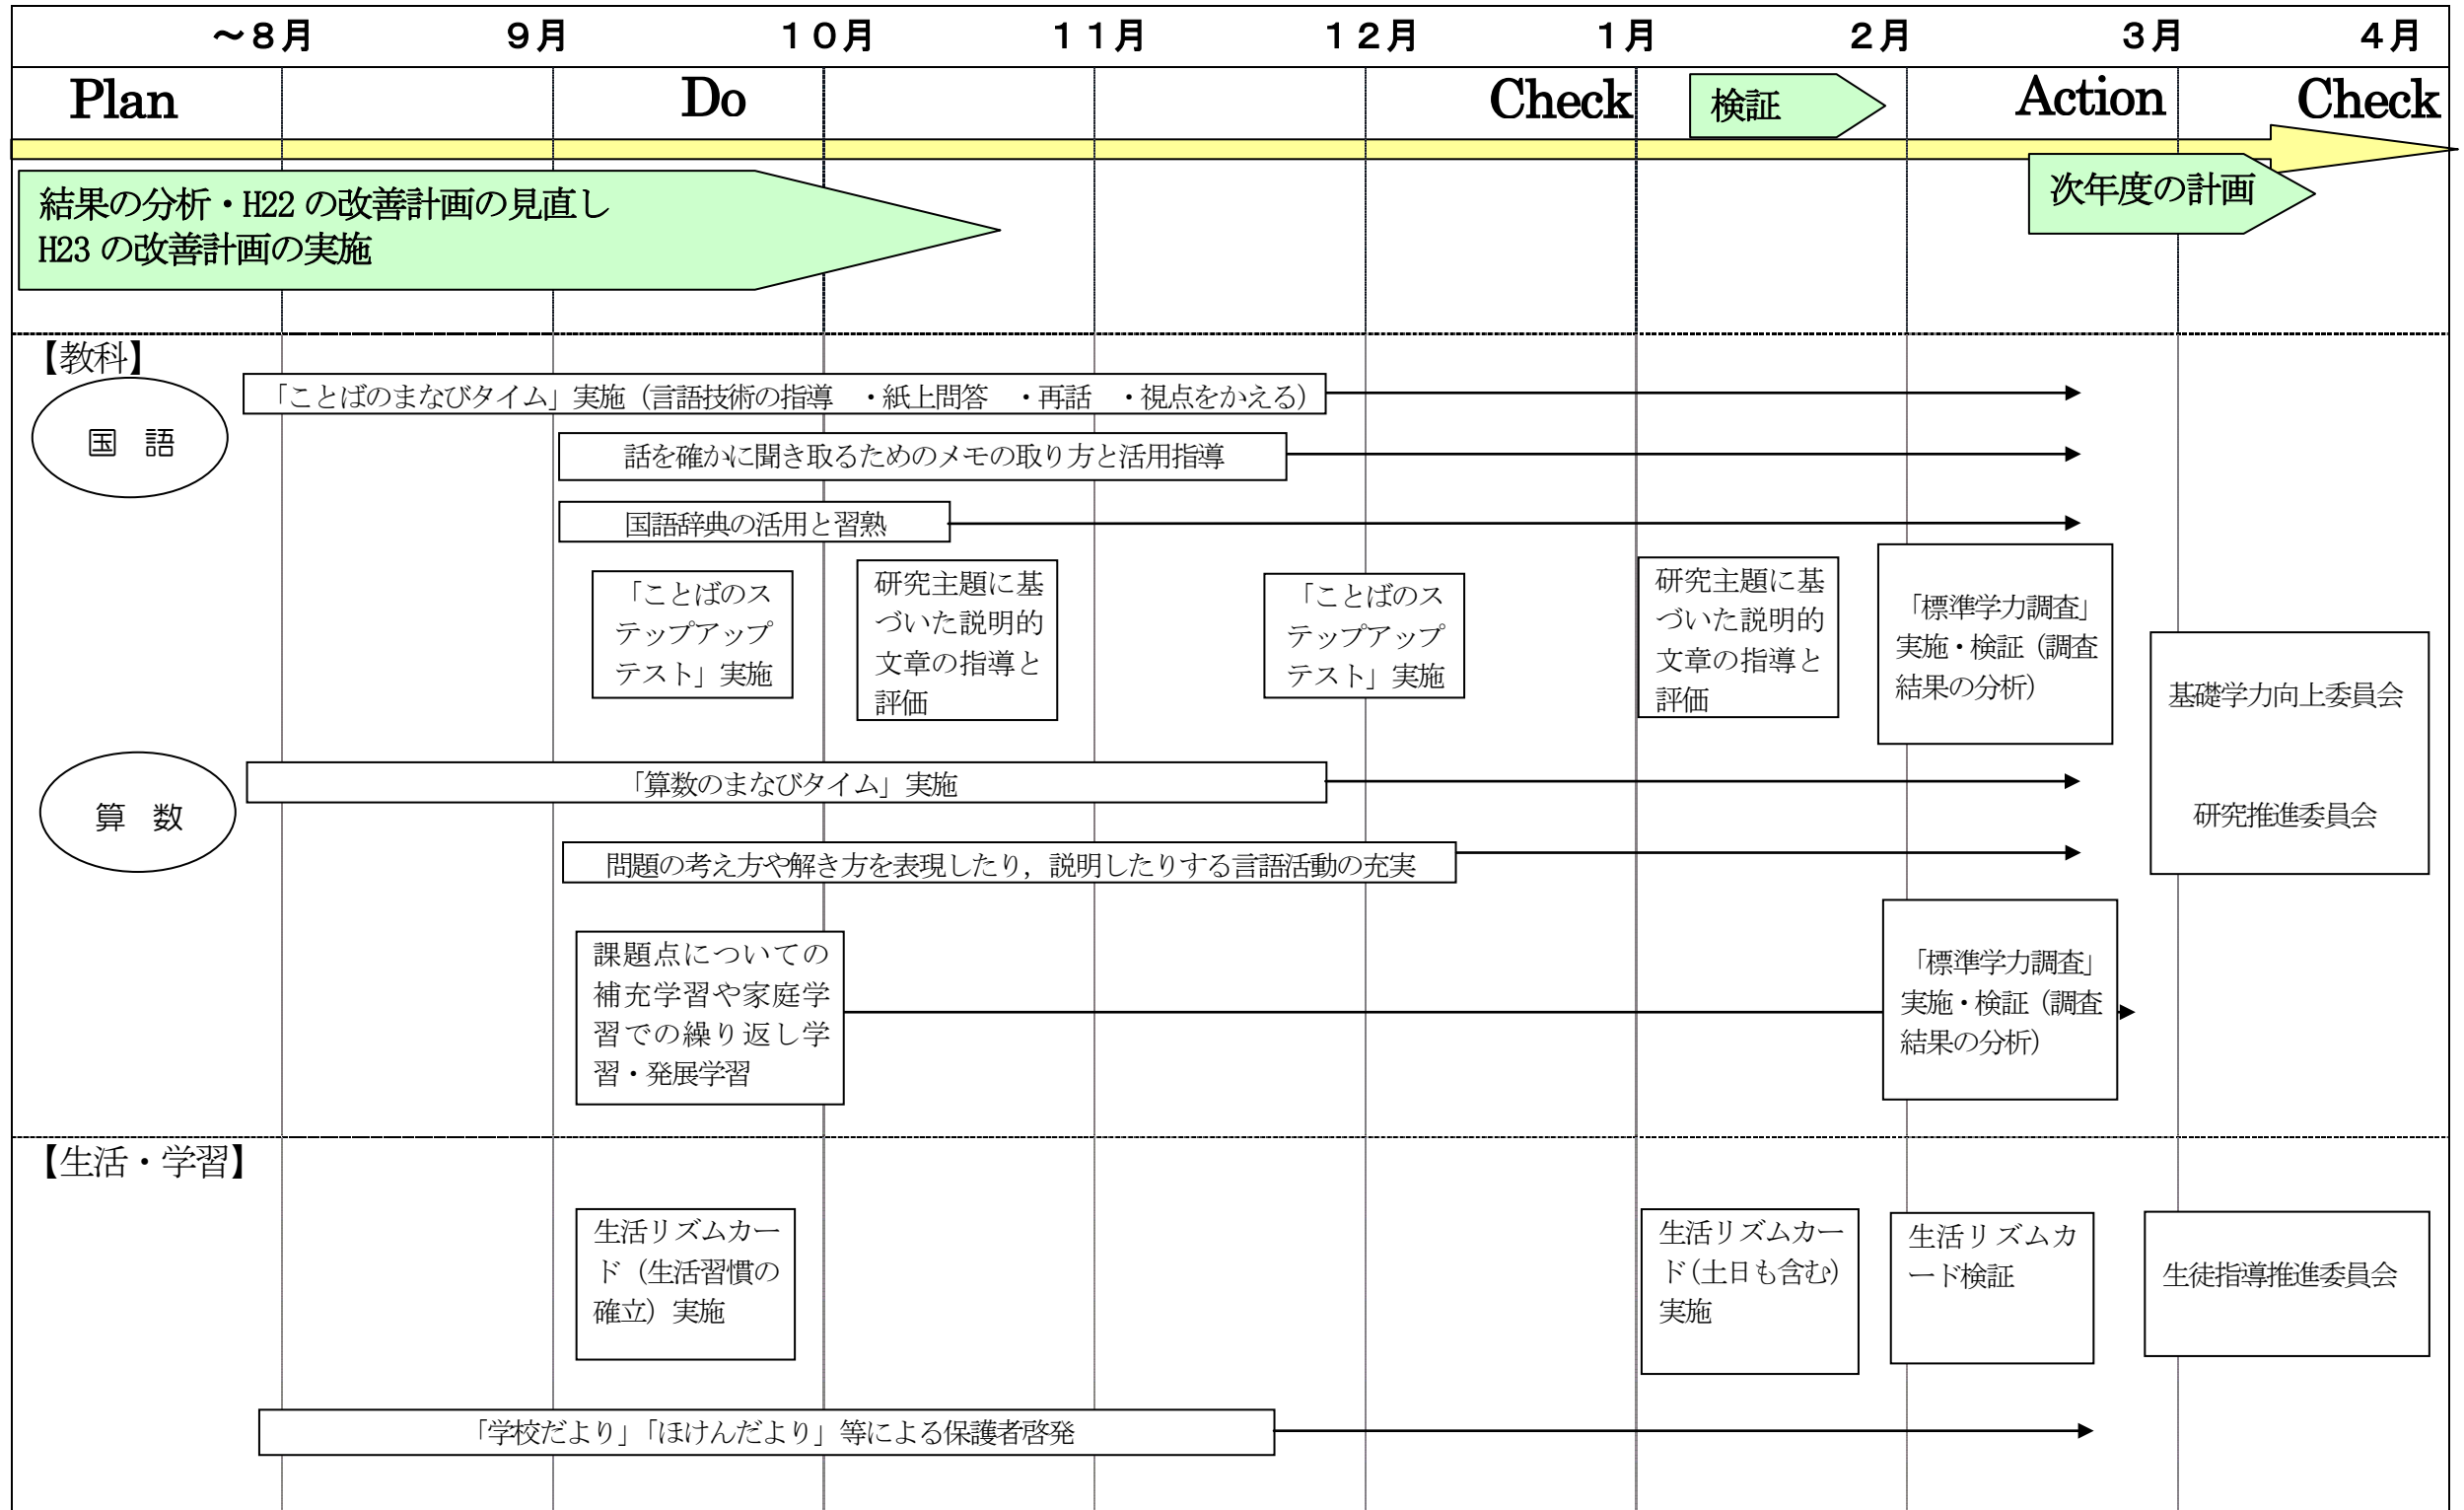 ～８月　９月　１０月　１１月　１２月　１月　２月　３月　４月
Plan　Do　Check　検証　Action　Check
結果の分析・H22 の改善計画の見直し
H23 の改善計画の実施
次年度の計画
【教科】
国　語
「ことばのまなびタイム」実施（言語技術の指導　・紙上問答　・再話　・視点をかえる）
話を確かに聞き取るためのメモの取り方と活用指導
国語辞典の活用と習熟
「ことばのス
テップアップ
テスト」実施
研究主題に基
づいた説明的
文章の指導と
評価
「ことばのス
テップアップ
テスト」実施
研究主題に基
づいた説明的
文章の指導と
評価
「標準学力調査」
実施・検証（調査
結果の分析）
基礎学力向上委員会
研究推進委員会
算　数
「算数のまなびタイム」実施
問題の考え方や解き方を表現したり，説明したりする言語活動の充実
課題点についての
補充学習や家庭学
習での繰り返し学
習・発展学習
「標準学力調査」
実施・検証（調査
結果の分析）
【生活・学習】
生活リズムカー
ド（生活習慣の
確立）実施
生活リズムカー
ド（土日も含む）
実施
生活リズムカ
ード検証
生徒指導推進委員会
「学校だより」「ほけんだより」等による保護者啓発